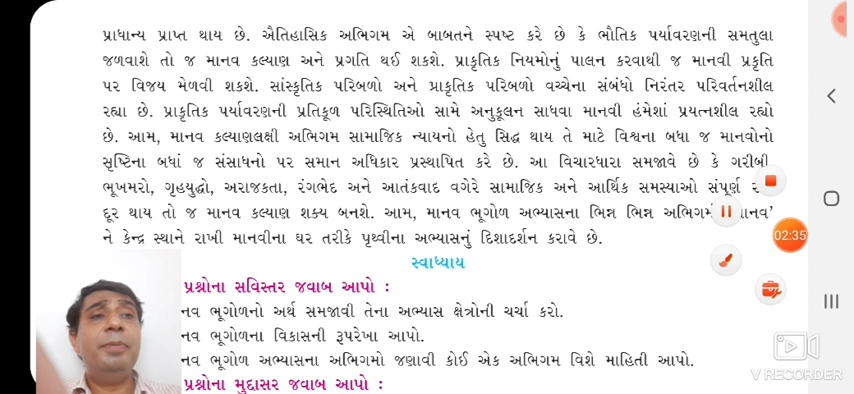 પ્રાધાન્ય પ્રાપ્ત થાય છે. ઐતિહાસિક અભિગમ એ બાબતને સ્પષ્ટ કરે છે કે ભૌતિક પર્યાવરણની સમતુલા
જળવાશે તો જ માનવ કલ્યાણ અને પ્રગતિ થઈ શકશે. પ્રાકૃતિક નિયમોનું પાલન કરવાથી જ માનવી પ્રકૃતિ
પર વિજય મેળવી શકશે. સાંસ્કૃતિક પરિબળો અને પ્રાકૃતિક પરિબળો વચ્ચેના સંબંધો નિરંતર પરિવર્તનશીલ
રહ્યા છે. પ્રાકૃતિક પર્યાવરણની પ્રતિકૂળ પરિસ્થિતિઓ સામે અનુકૂલન સાધવા માનવી હંમેશાં પ્રયત્નશીલ રહ્યો
છે. આમ, માનવ કલ્યાણલક્ષી અભિગમ સામાજિક ન્યાયનો હેતુ સિદ્ધ થાય તે માટે વિશ્વના બધા જ માનવોનો
સૃષ્ટિના બધાં જ સંસાધનો પર સમાન અધિકાર પ્રસ્થાપિત કરે છે. આ વિચારધારા સમજાવે છે કે ગરીબી,
ભૂખમરો, ગૃહયુદ્ધો, અરાજકતા, રંગભેદ અને આતંકવાદ વગેરે સામાજિક અને આર્થિક સમસ્યાઓ સંપૂર્ણ
દૂર થાય તો જ માનવ કલ્યાણ શક્ય બનશે. આમ, માનવ ભૂગોળ અભ્યાસના ભિન્ન ભિન્ન
ને કેન્દ્ર સ્થાને રાખી માનવીના ઘર તરીકે પૃથ્વીના અભ્યાસનું દિશાદર્શન કરાવે છે.
02:35
સ્વાધ્યાય
પ્રશ્નોના સવિસ્તર જવાબ આપો :
નવ ભૂગોળનો અર્થ સમજાવી તેના અભ્યાસ ક્ષેત્રોની ચર્ચા કરો.
નવ ભૂગોળના વિકાસની રૂપરેખા આપો.
નવ ભૂગોળ અભ્યાસના અભિગમો જણાવી કોઈ એક અભિગમ વિશે માહિતી આપો.
પ્રશ્નોના મુદ્દાસર જવાબ આપો :
V RECORDER